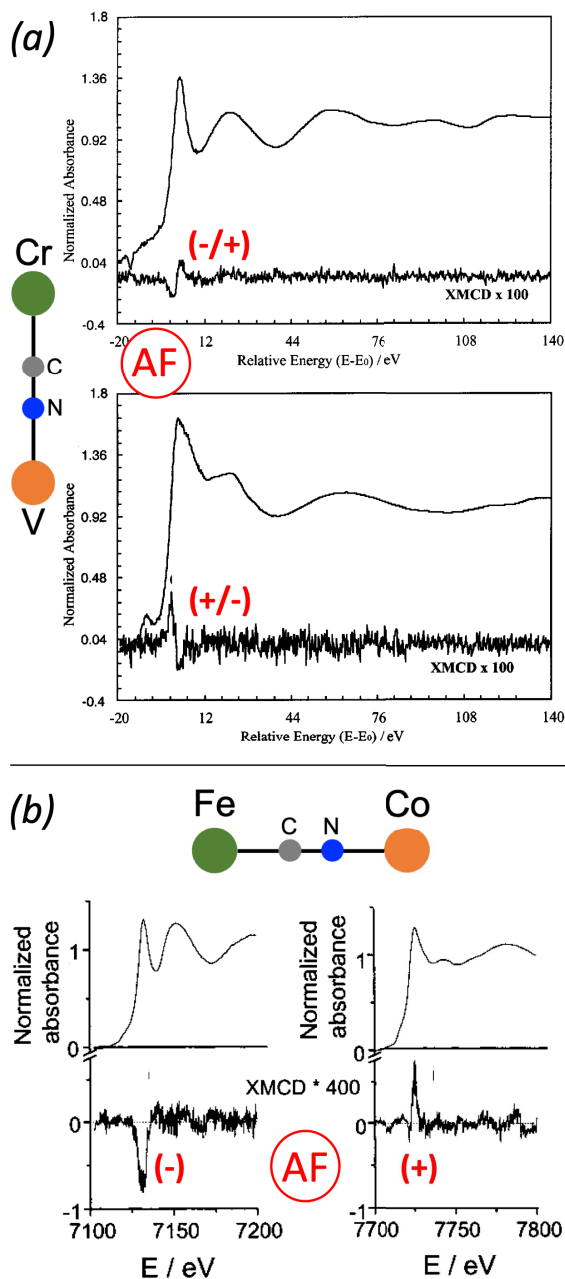 (a)
1.8
1.36
0.92
0.48
0.04
-0.4
Normalized Absorbance
(-/+)
XMCD x 100
-20
12
44
76
108
140
Relative Energy (E-E₀) / eV
Cr
C
N
V
AF
1.8
1.36
0.92
0.48
0.04
-0.4
Normalized Absorbance
(+/-)
XMCD x 100
-20
12
44
76
108
140
Relative Energy (E-E₀) / eV
(b)
Fe
C
N
Co
Normalized
absorbance
1
1
0
-1
(-)
7100
7150
7200
E / eV
XMCD * 400
AF
Normalized
absorbance
1
1
0
-1
(+)
7700
7750
7800
E / eV